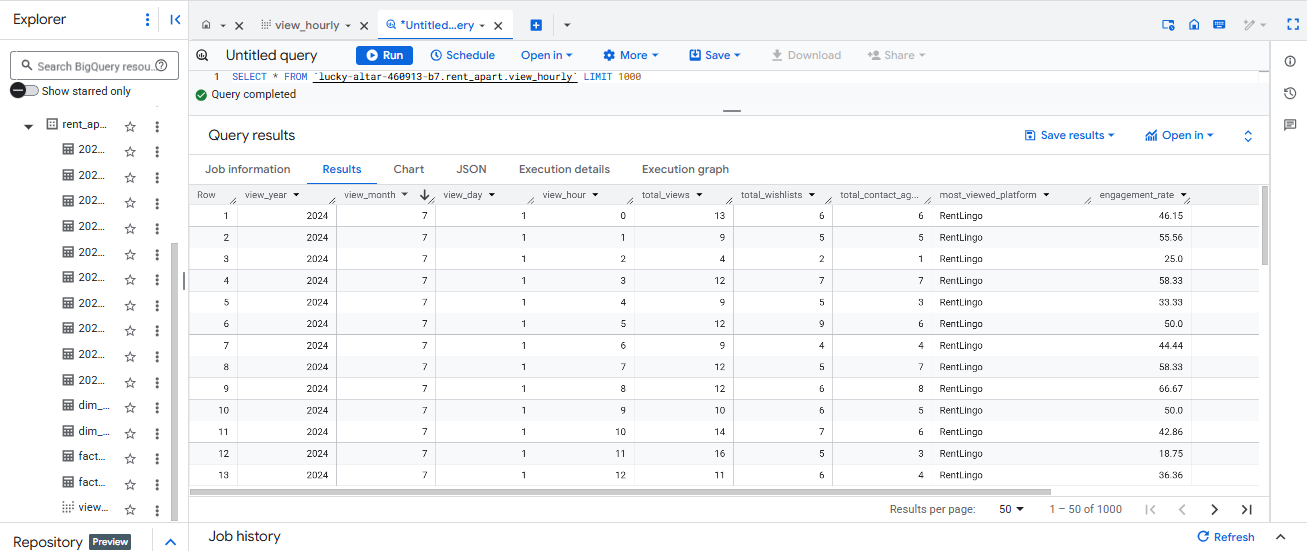 Explorer
view_hourly
*Untitled...ery
Search BigQuery resou...
Show starred only
rent_ap...
202...
202...
202...
202...
202...
202...
202...
202...
202...
202...
dim_...
dim_...
fact...
fact...
view...
Repository Preview
Untitled query Run Schedule Open in More Save Download Share
1 SELECT * FROM `lucky-altar-460913-b7.rent_apart.view_hourly` LIMIT 1000
Query completed
Query results Save results Open in
Job information Results Chart JSON Execution details Execution graph
Row view_year view_month view_day view_hour total_views total_wishlists total_contact_ag... most_viewed_platform engagement_rate
1 2024 7 1 0 13 6 6 RentLingo 46.15
2 2024 7 1 1 9 5 5 RentLingo 55.56
3 2024 7 1 2 4 2 1 RentLingo 25.0
4 2024 7 1 3 12 7 7 RentLingo 58.33
5 2024 7 1 4 9 5 3 RentLingo 33.33
6 2024 7 1 5 12 9 6 RentLingo 50.0
7 2024 7 1 6 9 4 4 RentLingo 44.44
8 2024 7 1 7 12 5 7 RentLingo 58.33
9 2024 7 1 8 12 6 8 RentLingo 66.67
10 2024 7 1 9 10 6 5 RentLingo 50.0
11 2024 7 1 10 14 7 6 RentLingo 42.86
12 2024 7 1 11 16 5 3 RentLingo 18.75
13 2024 7 1 12 11 6 4 RentLingo 36.36
Results per page: 50 1 – 50 of 1000
Job history Refresh